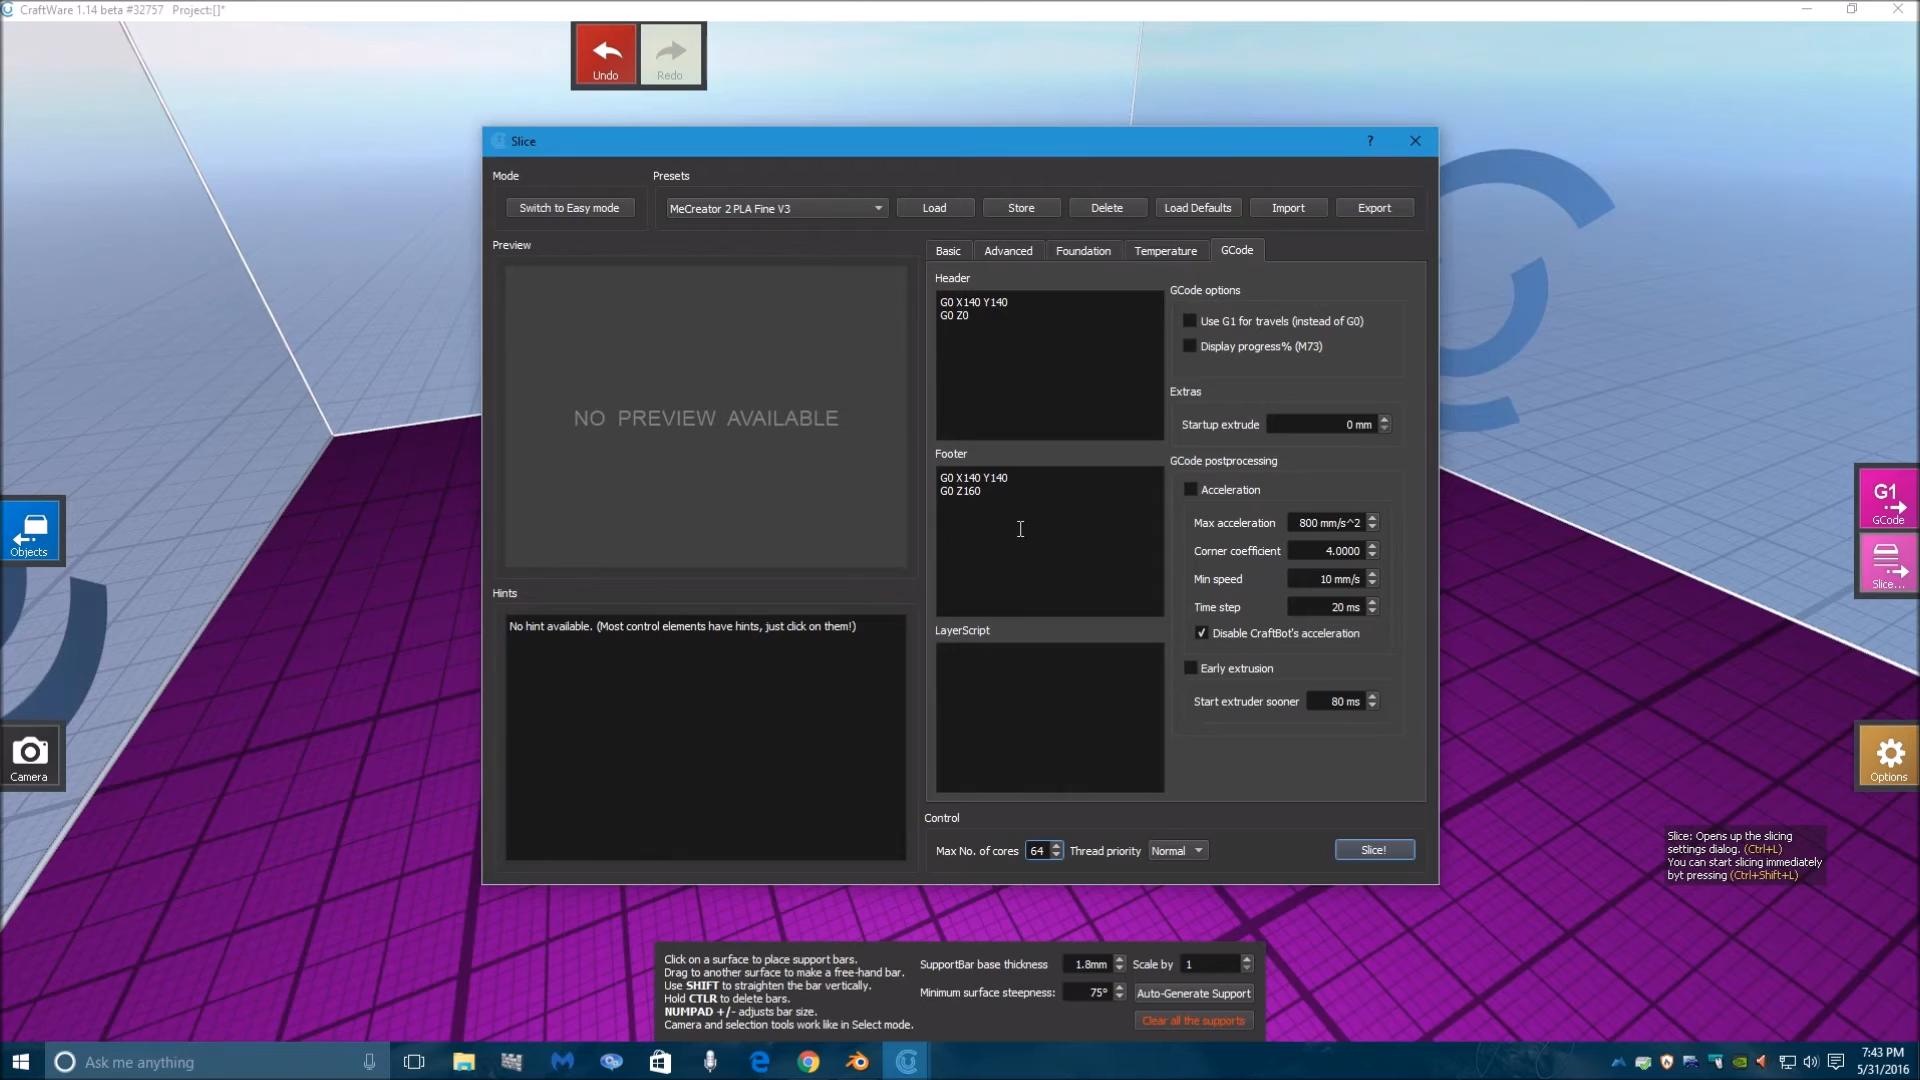 CraftWare 1.14 beta #32757 Project:[]*
Undo
Redo
Slice
?
Mode
Presets
Switch to Easy mode
MeCreator 2 PLA Fine V3
Load
Store
Delete
Load Defaults
Import
Export
Preview
Basic
Advanced
Foundation
Temperature
GCode
NO PREVIEW AVAILABLE
Header
G0 X140 Y140
G0 Z0
GCode options
Use G1 for travels (instead of G0)
Display progress% (M73)
Extras
Startup extrude
0 mm
Footer
G0 X140 Y140
G0 Z160
GCode postprocessing
Acceleration
Max acceleration
800 mm/s^2
Corner coefficient
4.0000
Min speed
10 mm/s
Time step
20 ms
Disable CraftBot's acceleration
Early extrusion
Start extruder sooner
80 ms
Hints
No hint available. (Most control elements have hints, just click on them!)
LayerScript
Control
Max No. of cores
64
Thread priority
Normal
Slice!
Objects
Camera
G1
GCode
Slice...
Options
Slice: Opens up the slicing
settings dialog. (Ctrl+L)
You can start slicing immediately
byt pressing (Ctrl+Shift+L)
Click on a surface to place support bars.
Drag to another surface to make a free-hand bar.
Use SHIFT to straighten the bar vertically.
Hold CTLR to delete bars.
NUMPAD +/- adjusts bar size.
Camera and selection tools work like in Select mode.
SupportBar base thickness
1.8mm
Scale by
1
Minimum surface steepness:
75°
Auto-Generate Support
Clear all the supports
Ask me anything
7:43 PM
5/31/2016